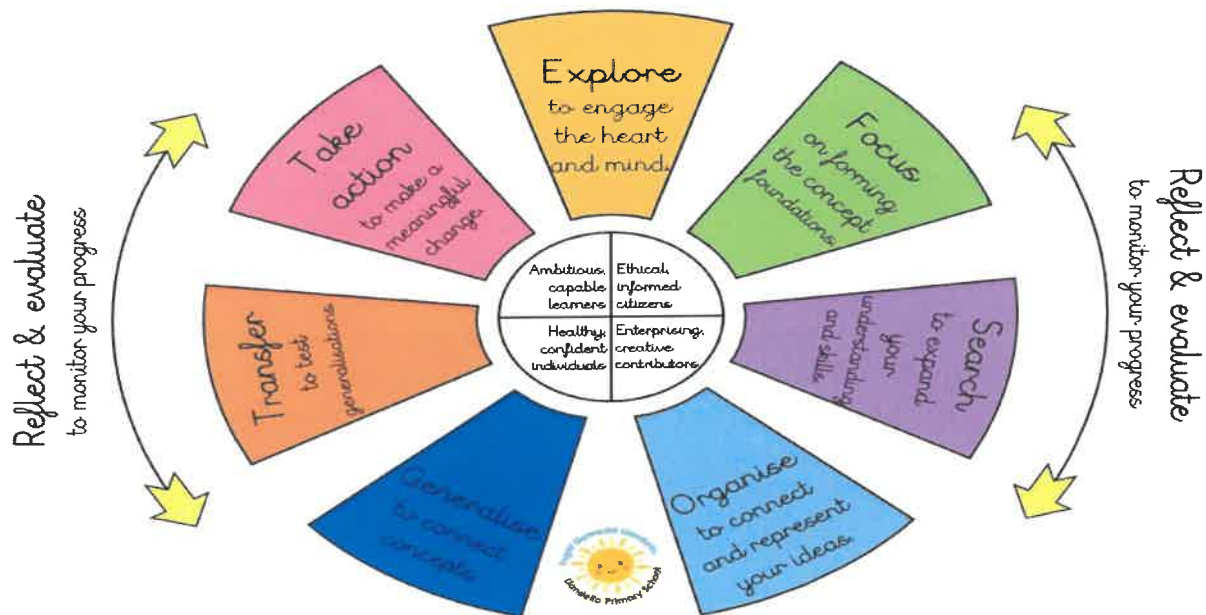 Explore
to engage
the heart
and mind.
Focus
on forming
the concept
foundations.
Search
to expand
your
understanding
and skills.
Organise
to connect
and represent
your ideas.
Generalise
to connect
concepts.
Transfer
to test
generalisations
Take
action
to make a
meaningful
change.
Ambitious,
capable
learners
Ethical,
informed
citizens
Healthy,
confident
individuals
Enterprising,
creative
contributors
Reflect & evaluate
to monitor your progress
Reflect & evaluate
to monitor your progress
Primary School